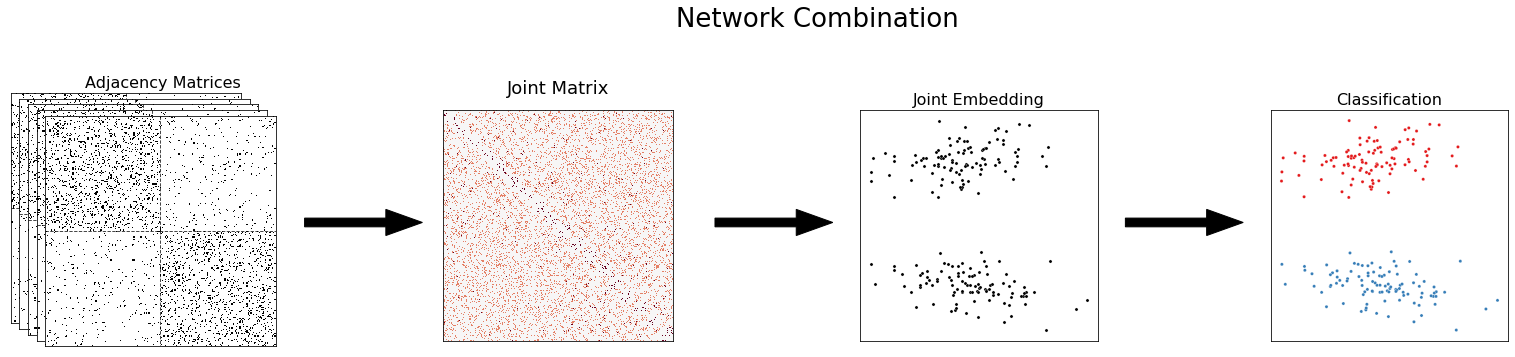 Network Combination
Adjacency Matrices
Joint Matrix
Joint Embedding
Classification